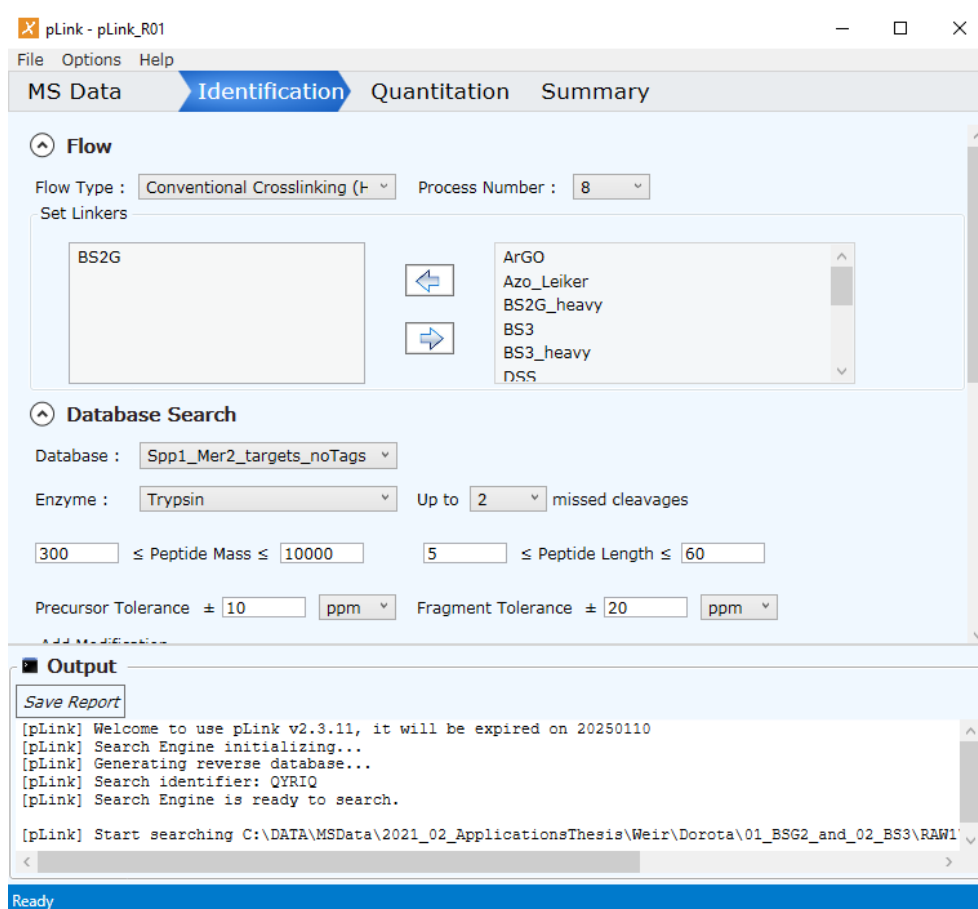 pLink - pLink_R01
File Options Help
MS Data Identification Quantitation Summary
Flow
Flow Type : Conventional Crosslinking (H Process Number : 8
Set Linkers
BS2G
ArGO
Azo_Leiker
BS2G_heavy
BS3
BS3_heavy
DSS
Database Search
Database : Spp1_Mer2_targets_noTags
Enzyme : Trypsin Up to 2 missed cleavages
300 ≤ Peptide Mass ≤ 10000 5 ≤ Peptide Length ≤ 60
Precursor Tolerance ± 10 ppm Fragment Tolerance ± 20 ppm
Add Modification
Output
Save Report
[pLink] Welcome to use pLink v2.3.11, it will be expired on 20250110
[pLink] Search Engine initializing...
[pLink] Generating reverse database...
[pLink] Search identifier: QYRIQ
[pLink] Search Engine is ready to search.
[pLink] Start searching C:\DATA\MSData\2021_02_ApplicationsThesis\Weir\Dorota\01_BSG2_and_02_BS3\RAW1
Ready